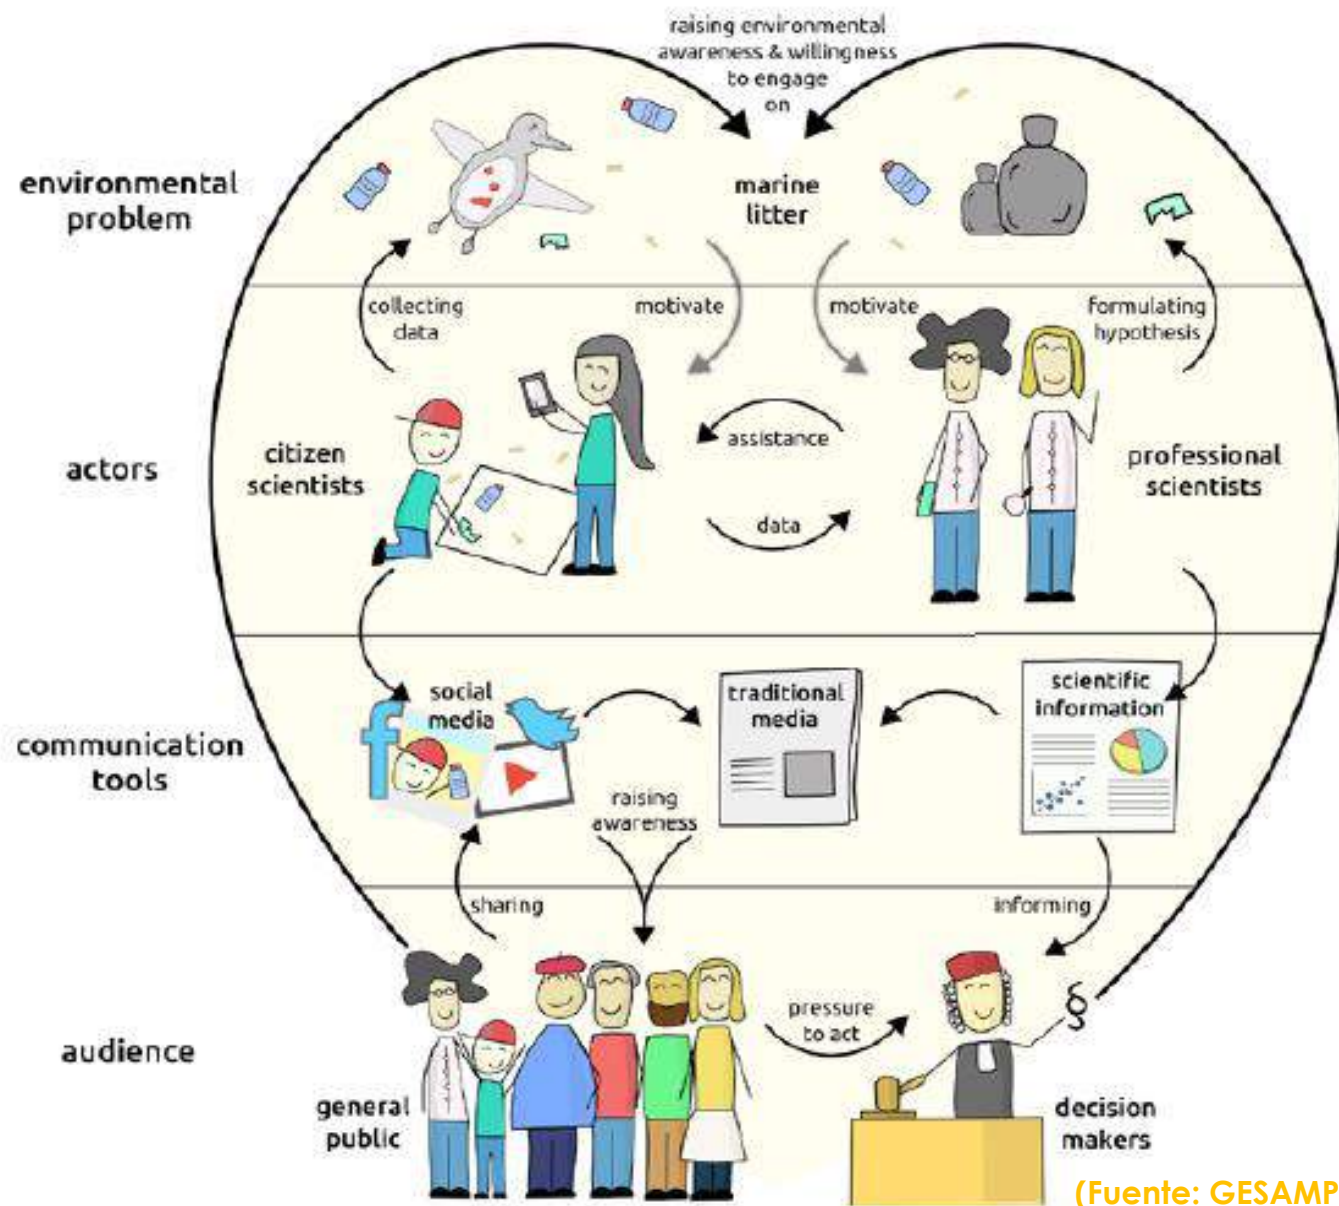 raising environmental
awareness & willingness
to engage
on
environmental
problem
marine
litter
collecting
data
motivate
motivate
formulating
hypothesis
actors
citizen
scientists
assistance
data
professional
scientists
communication
tools
social
media
f
traditional
media
scientific
information
raising
awareness
sharing
informing
audience
general
public
pressure
to act
§
decision
makers
(Fuente: GESAMP